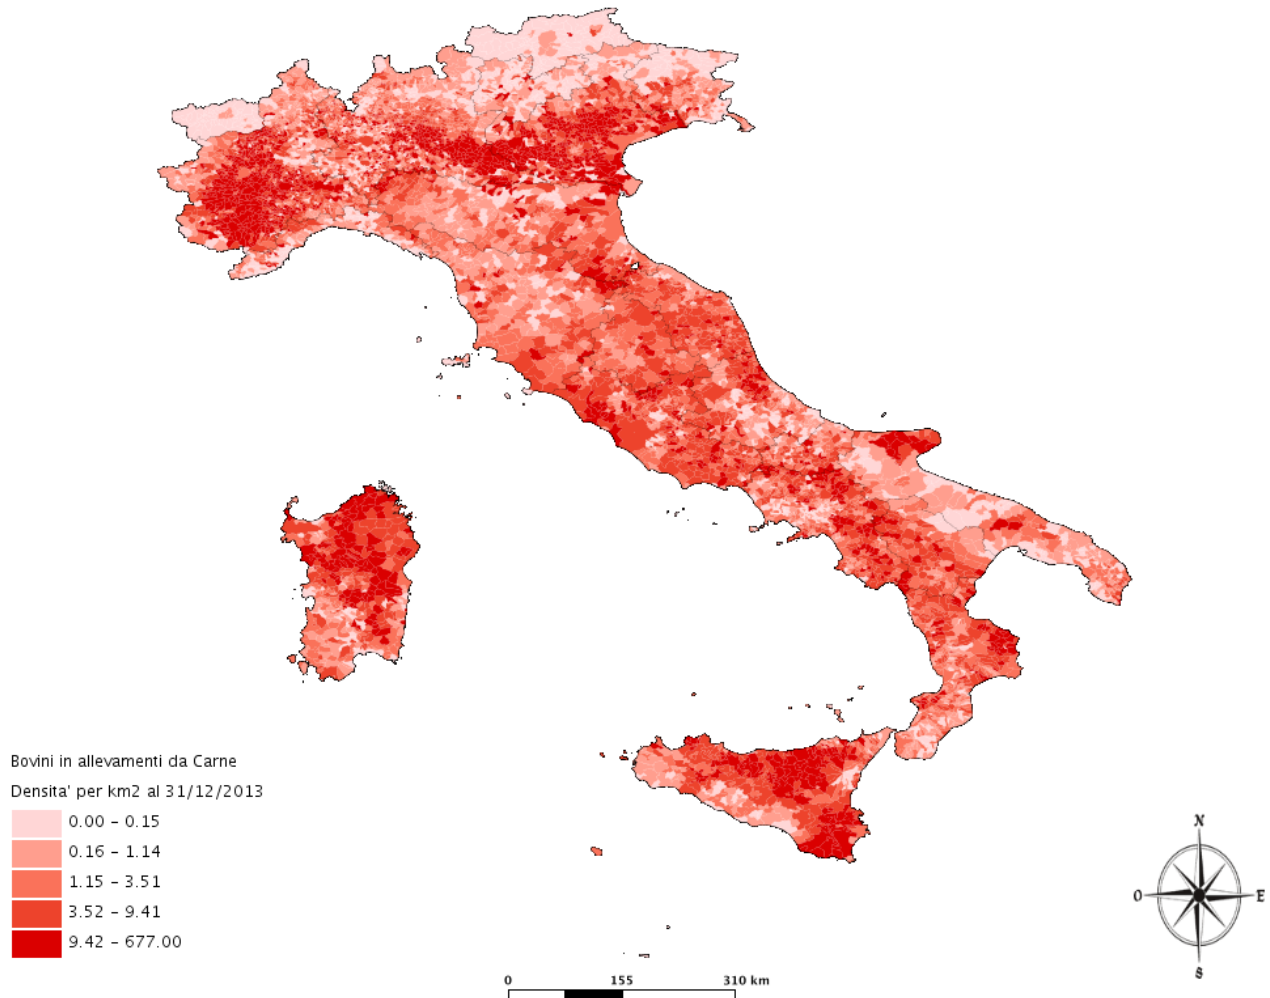 Bovini in allevamenti da Carne
Densita' per km2 al 31/12/2013
0.00 – 0.15
0.16 – 1.14
1.15 – 3.51
3.52 – 9.41
9.42 – 677.00
N
O
E
S
0 155 310 km